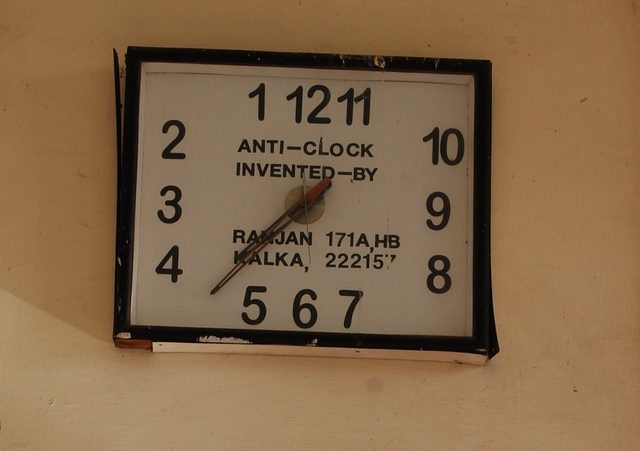 1 12 11
2 10
ANTI-CLOCK
INVENTED-BY
3 9
RANJAN 171A,HB
KALKA, 222157
4 8
5 6 7